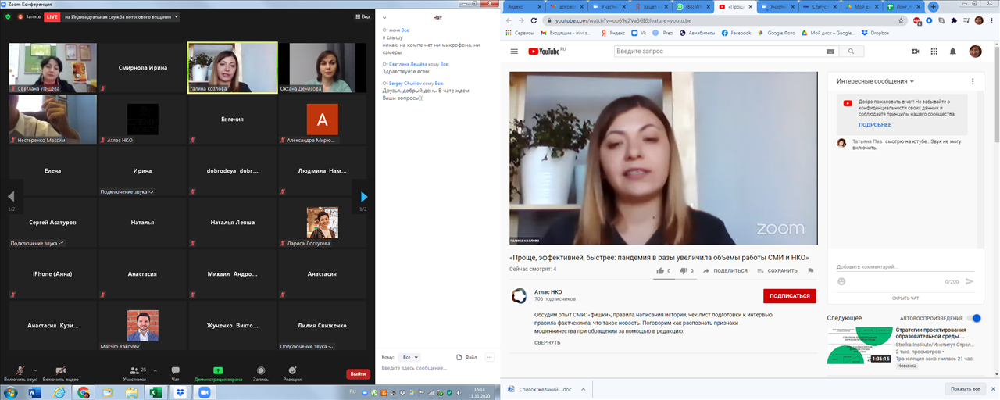 Zoom Конференция
Запись
LIVE
на Индивидуальная служба потокового вещания
Вид
Светлана Лещёва
Смирнова Ирина
галина козлова
Оксана Денисова
Нестеренко Максим
Атлас НКО
Евгения
A
Александра Мирю...
Елена
Ирина
Подключение звука
dobrodeya dobr...
Людмила Нам...
1/2
1/2
Сергей Асатуров
Подключение звука
Наталья
Наталья Левша
Лариса Лоскутова
iPhone (Анна)
Анастасия
Михаил Андро...
Анастасия
Анастасия Кузи...
Maksim Yakovlev
Жученко Викто...
Лилия Спиженко
Подключение звука
Включить звук
Включить видео
Участники
25
Чат
Демонстрация экрана
Запись
Реакции
Выйти
RU
15:14
11.11.2020
Чат
От меня Все:
я слышу
никак, на компе нет ни микрофона, ни
камеры
От Светлана Лещёва кому Все:
Здравствуйте всем!
От Sergey Churilov кому Все:
Друзья, добрый день. В чате ждем
Ваши вопросы)))
Кому:
Все
Файл
Введите здесь сообщение...
Яндекс
договор
Участни
вацап к
(88) Wh
«Проще,
Участни
Статус
Мой д
Лонг_л
youtube.com/watch?v=oo69e2Va3GI&feature=youtu.be
Сервисы
Входящие - iri.via...
Яндекс
Vk
Prezi
Авиабилеты
Facebook
Google Фото
Мой диск – Google...
Dropbox
YouTube RU
Введите запрос
галина козлова
zoom
«Проще, эффективней, быстрее: пандемия в разы увеличила объемы работы СМИ и НКО»
Сейчас смотрят: 4
0
0
ПОДЕЛИТЬСЯ
СОХРАНИТЬ
Атлас НКО
706 подписчиков
ПОДПИСАТЬСЯ
Обсудим опыт СМИ: «фишки», правила написания истории, чек-лист подготовки к интервью,
правила фактчекинга, что такое новость. Поговорим как распознать признаки
мошенничества при обращении за помощью в редакцию.
СВЕРНУТЬ
Интересные сообщения
Добро пожаловать в чат! Не забывайте о
конфиденциальности своих данных и
соблюдайте принципы нашего сообщества.
ПОДРОБНЕЕ
Татьяна Пав смотрю на ютубе.. Звук не могу
включить.
Добавить комментарий...
0/200
СКРЫТЬ ЧАТ
Следующее
АВТОВОСПРОИЗВЕДЕНИЕ
1:36:15
Стратегии проектирования
образовательной среды....
Strelka Institute/Институт Стрел...
2 тыс. просмотров •
Трансляция закончилась 21 час
Новинка
Список желаний....doc
Показать все